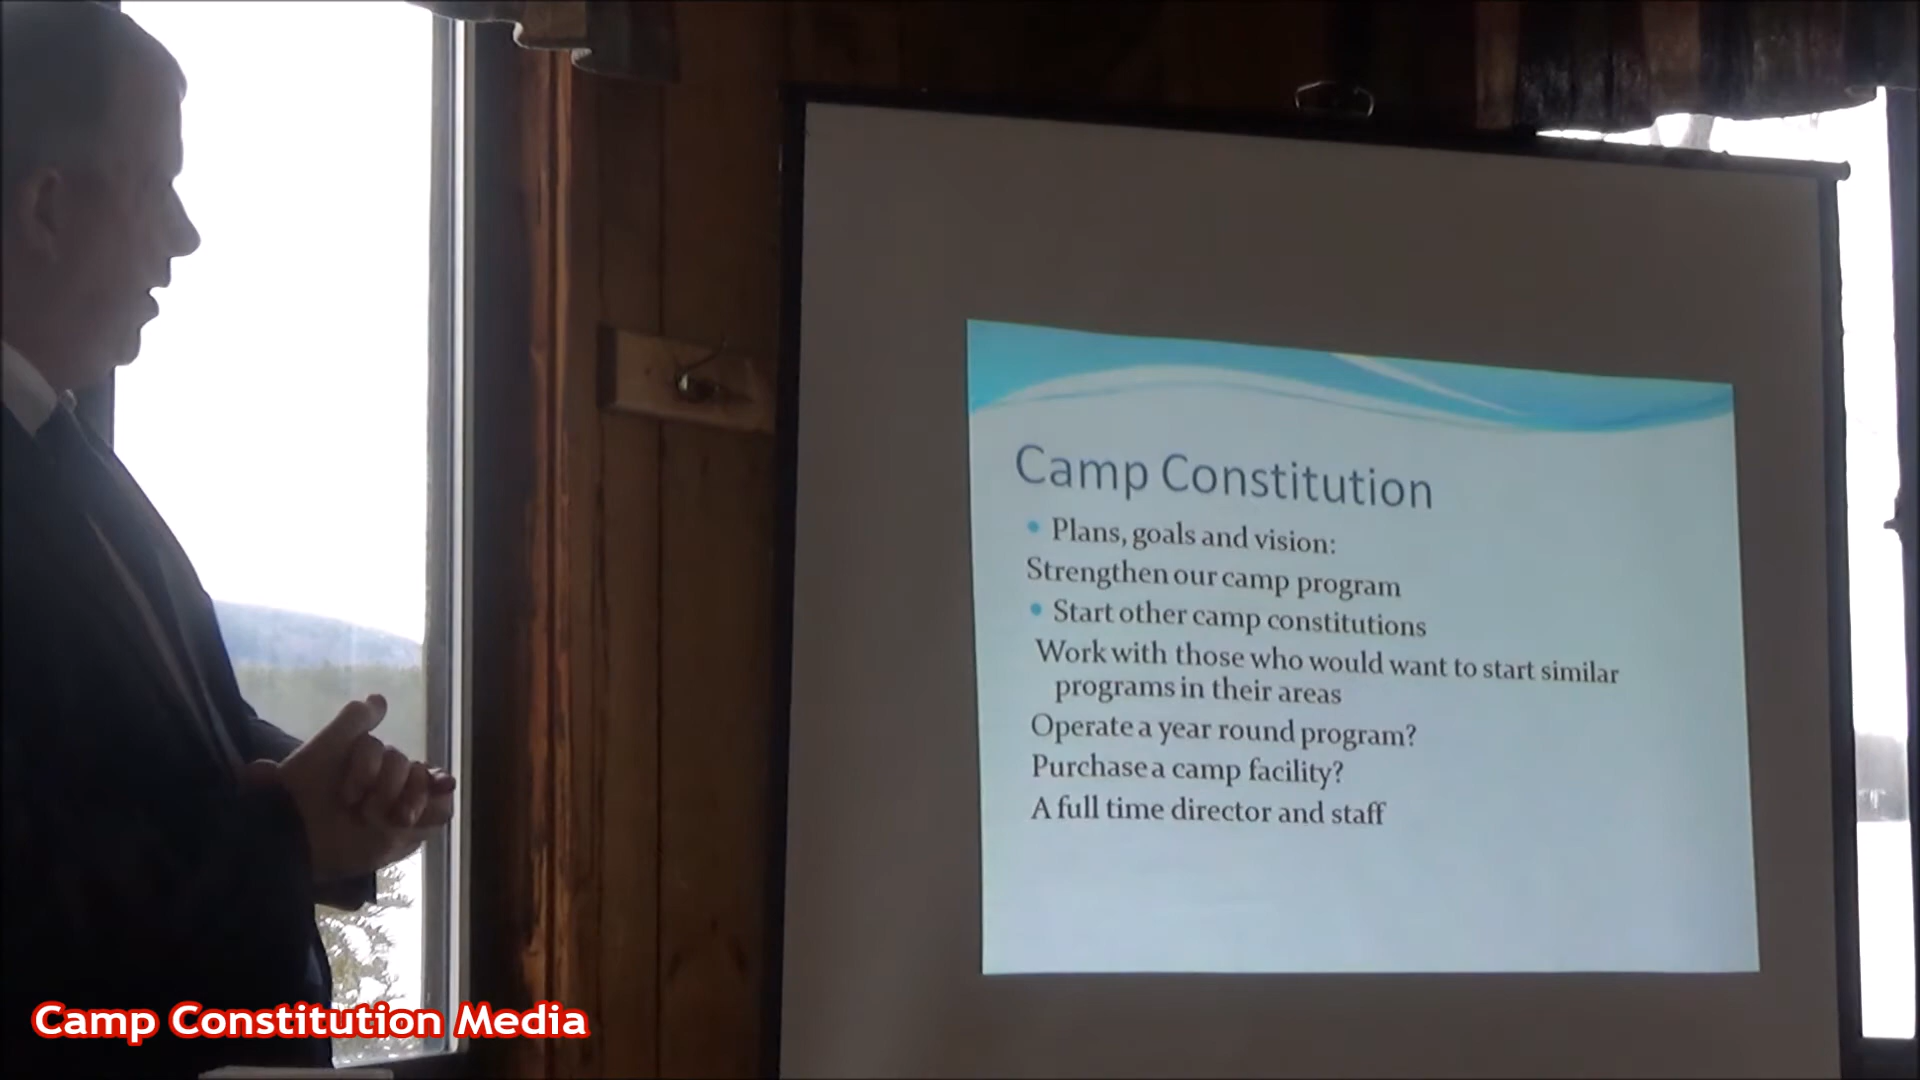 Camp Constitution
• Plans, goals and vision:
Strengthen our camp program
• Start other camp constitutions
Work with those who would want to start similar
programs in their areas
Operate a year round program?
Purchase a camp facility?
A full time director and staff
Camp Constitution Media